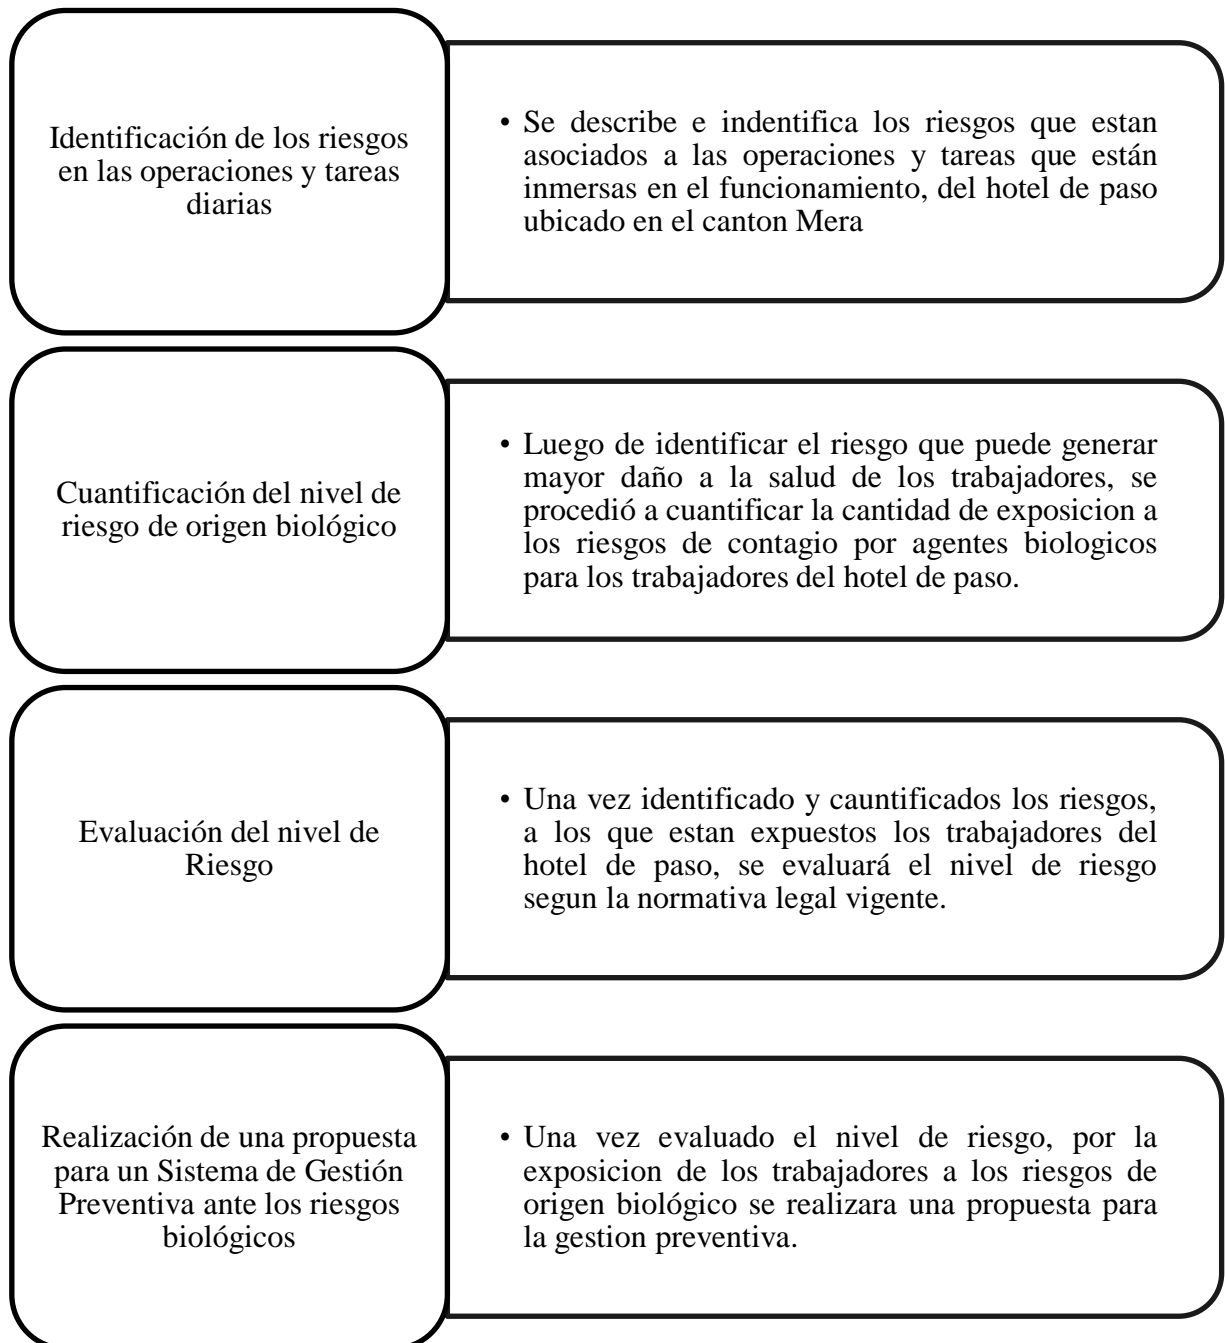 Identificación de los riesgos
en las operaciones y tareas
diarias
• Se describe e indentifica los riesgos que estan
asociados a las operaciones y tareas que están
inmersas en el funcionamiento, del hotel de paso
ubicado en el canton Mera
Cuantificación del nivel de
riesgo de origen biológico
• Luego de identificar el riesgo que puede generar
mayor daño a la salud de los trabajadores, se
procedió a cuantificar la cantidad de exposicion a
los riesgos de contagio por agentes biologicos
para los trabajadores del hotel de paso.
Evaluación del nivel de
Riesgo
• Una vez identificado y cauntificados los riesgos,
a los que estan expuestos los trabajadores del
hotel de paso, se evaluará el nivel de riesgo
segun la normativa legal vigente.
Realización de una propuesta
para un Sistema de Gestión
Preventiva ante los riesgos
biológicos
• Una vez evaluado el nivel de riesgo, por la
exposicion de los trabajadores a los riesgos de
origen biológico se realizara una propuesta para
la gestion preventiva.